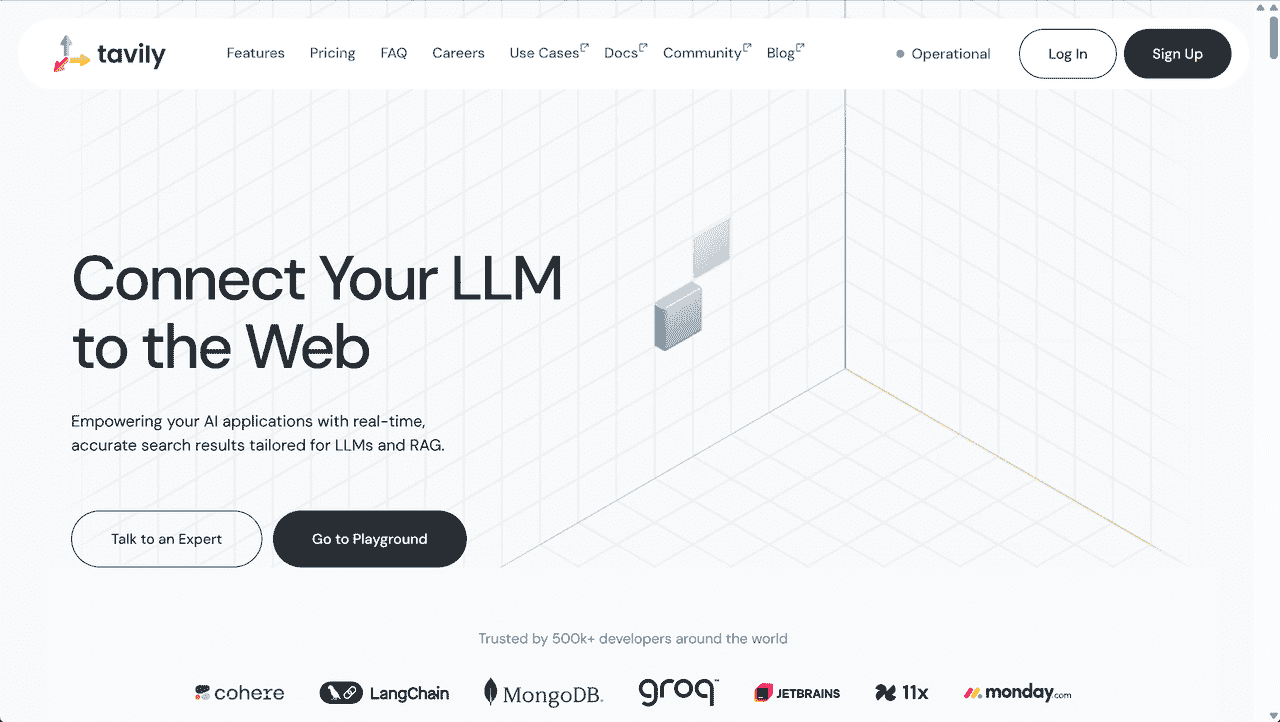 tavily Features Pricing FAQ Careers Use Cases Docs Community Blog Operational Log In Sign Up
Connect Your LLM
to the Web
Empowering your AI applications with real-time,
accurate search results tailored for LLMs and RAG.
Talk to an Expert Go to Playground
Trusted by 500k+ developers around the world
cohere LangChain MongoDB. groq™ JETBRAINS 11x monday.com